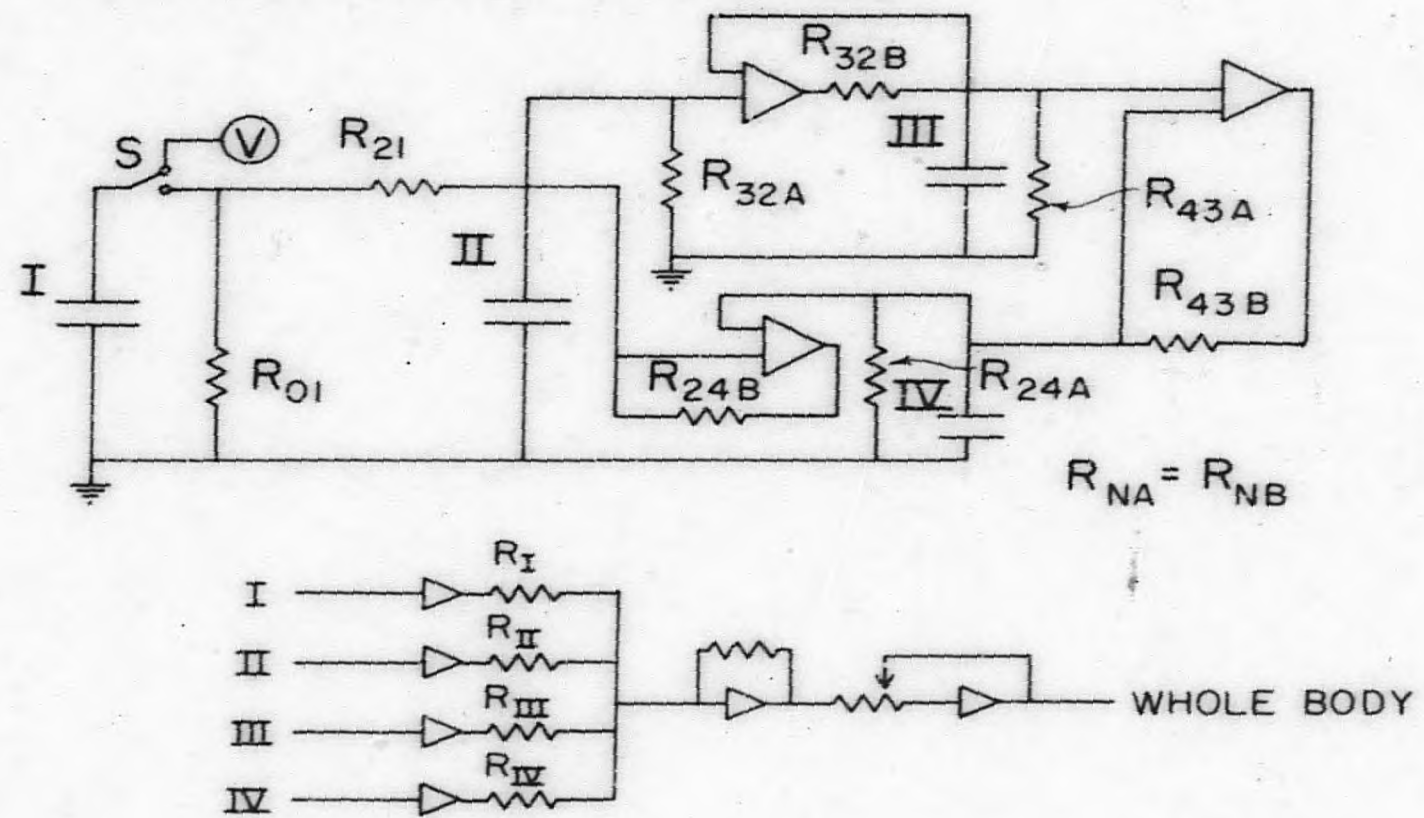 R32B
S
V
R21
III
R32A
R43A
II
I
R43B
R01
R24B
IV
R24A
RNA = RNB
I
RI
II
RII
III
RIII
IV
RIV
WHOLE BODY